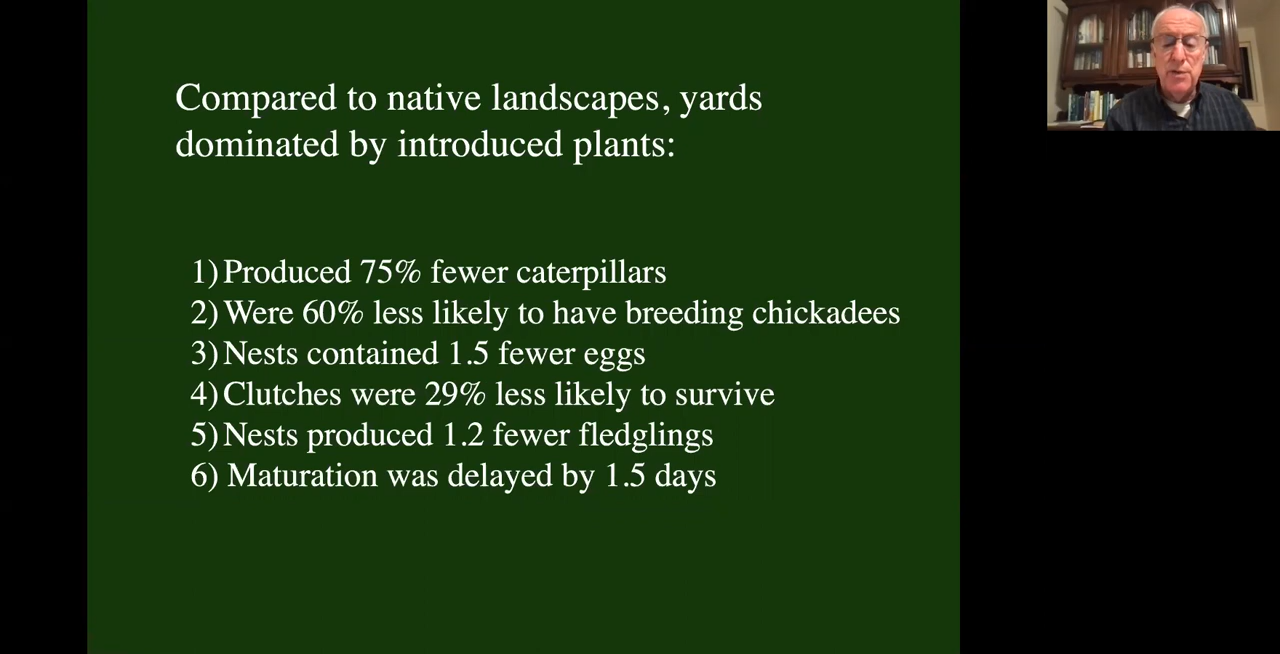 Compared to native landscapes, yards
dominated by introduced plants:
1) Produced 75% fewer caterpillars
2) Were 60% less likely to have breeding chickadees
3) Nests contained 1.5 fewer eggs
4) Clutches were 29% less likely to survive
5) Nests produced 1.2 fewer fledglings
6) Maturation was delayed by 1.5 days